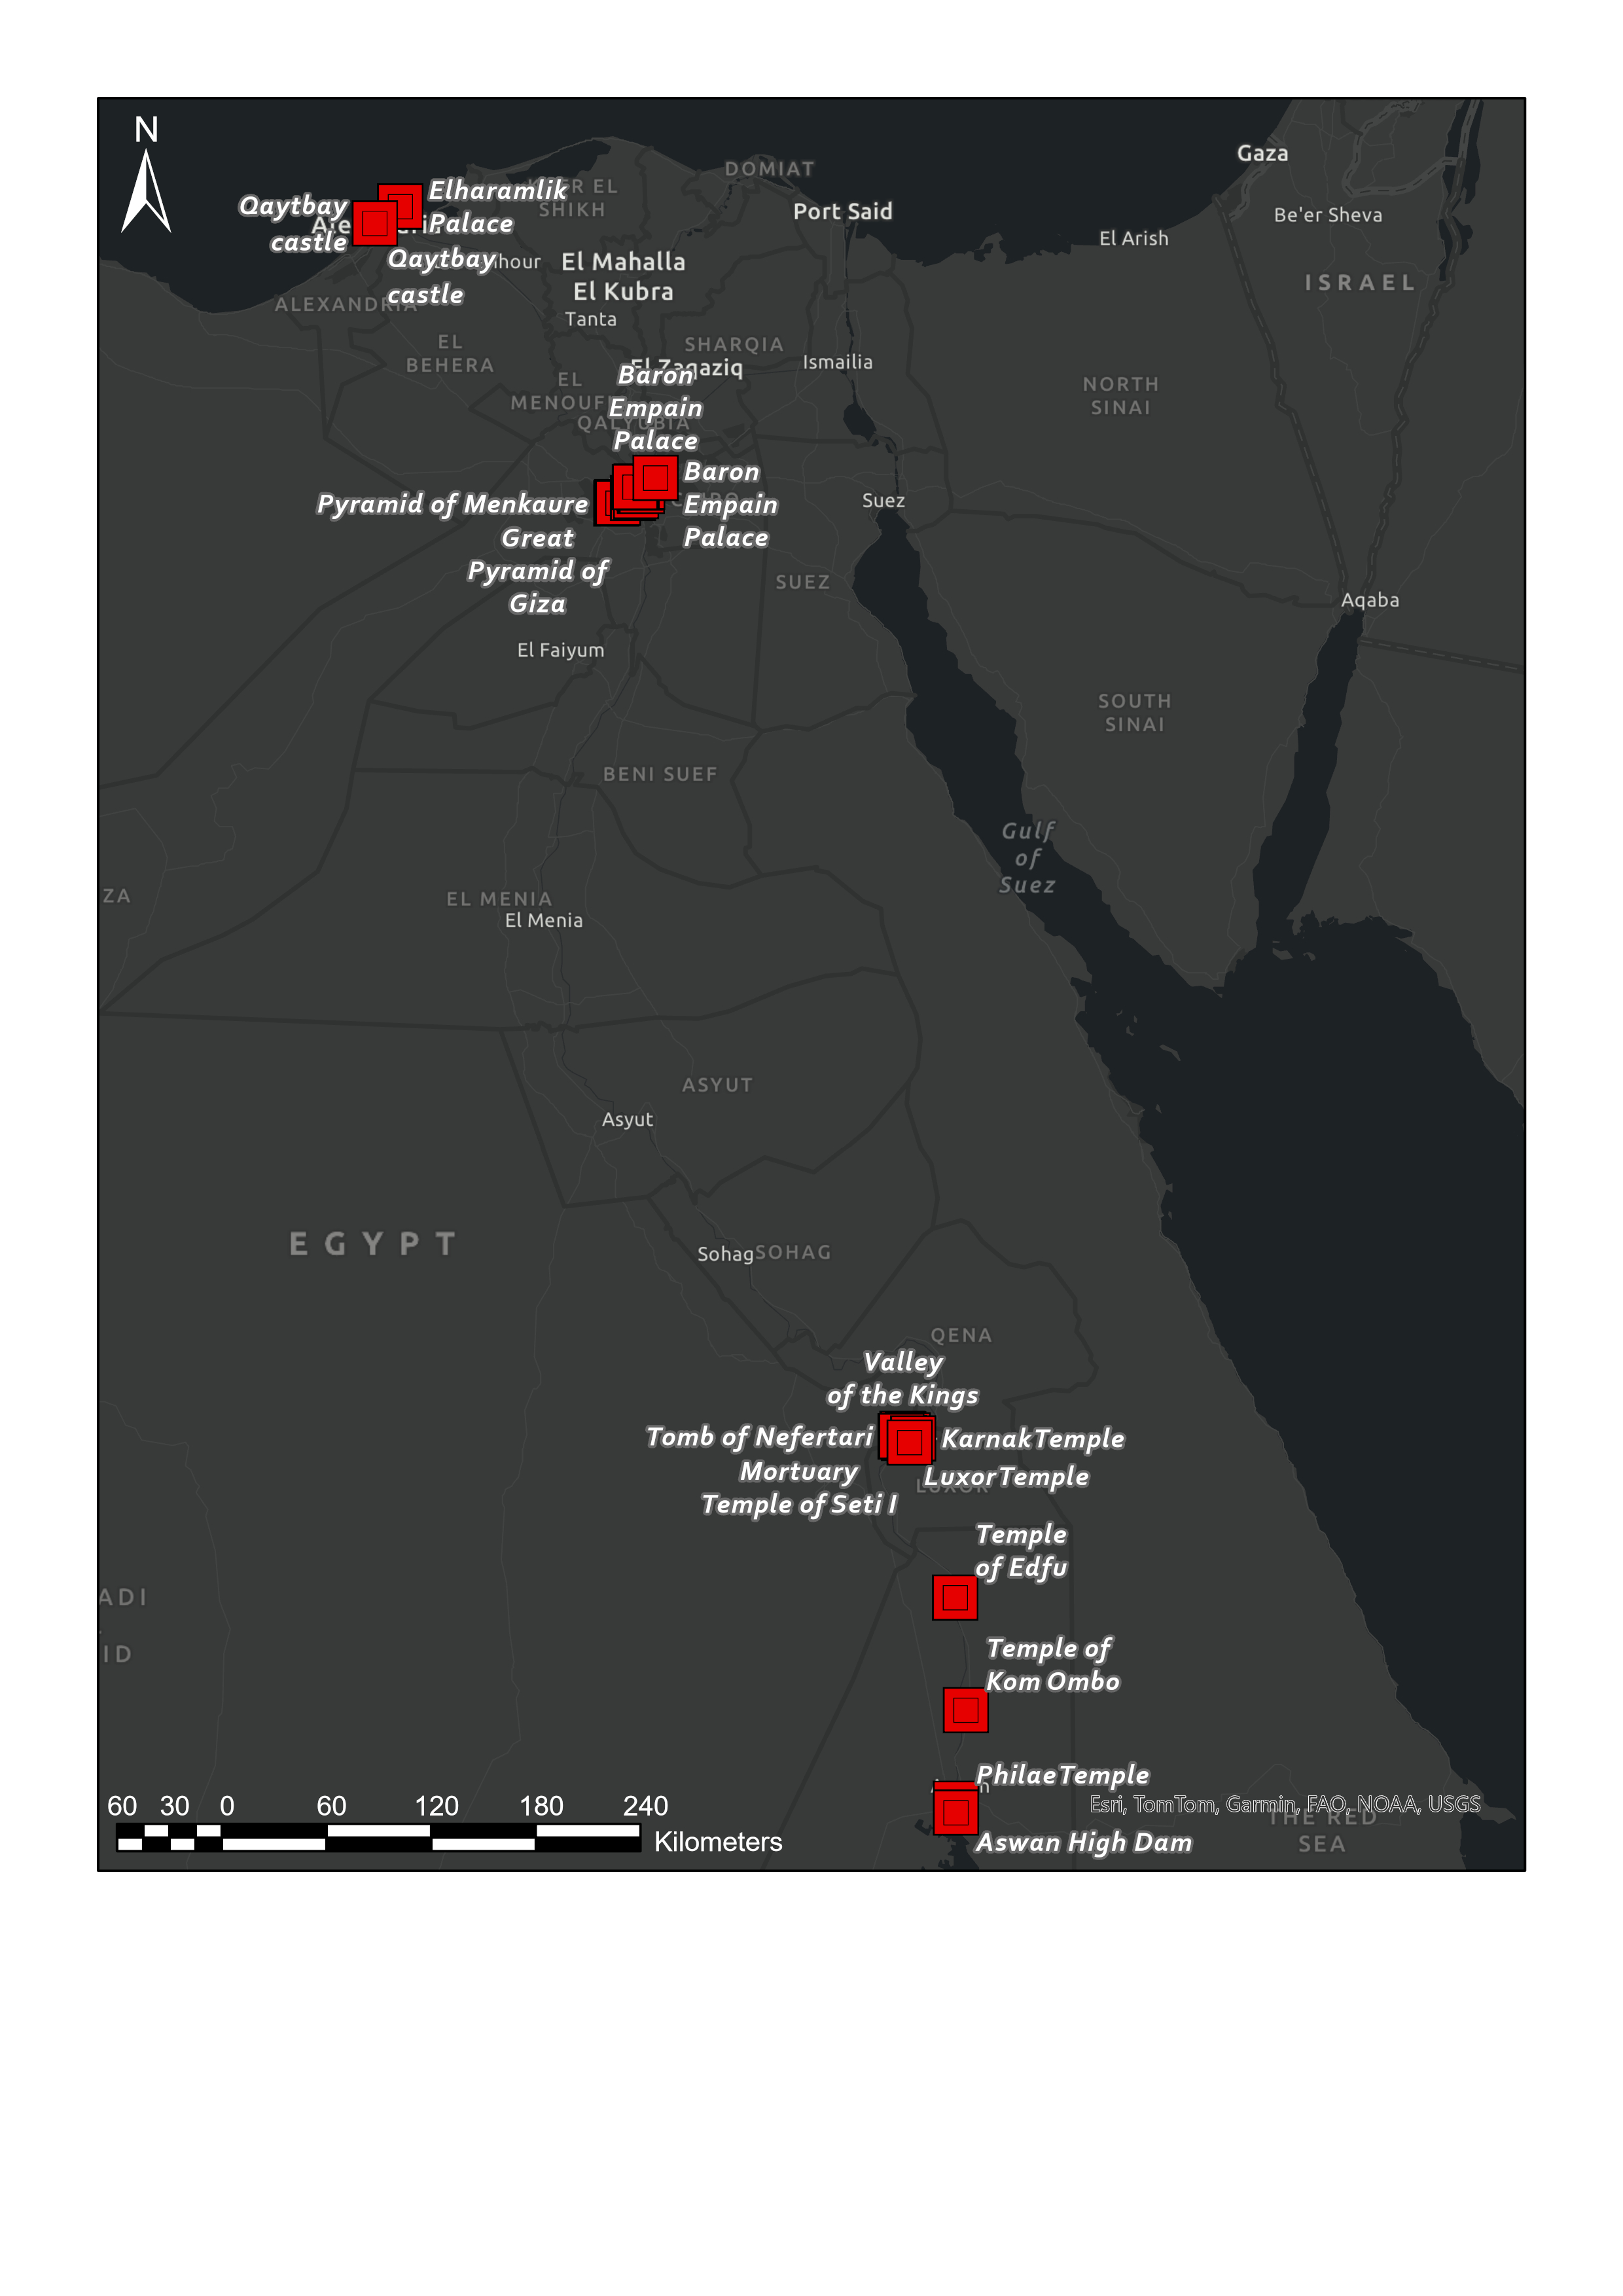 N
Gaza
DOMIAT
SHIKH
Port Said
Be'er Sheva
El Arish
Elharamlik
Palace
Qaytbay
castle
Qaytbay
castle
El Mahalla
El Kubra
ISRAEL
ALEXANDRIA
Tanta
EL
BEHERA
SHARQIA
El Zagaziq
Ismailia
EL
NORTH
SINAI
QALYUBIA
Baron
Empain
Palace
Baron
Empain
Palace
Pyramid of Menkaure
Great
Pyramid of
Giza
Suez
SUEZ
Aqaba
El Faiyum
SOUTH
SINAI
BENI SUEF
Gulf
of
Suez
ZA
EL MENIA
El Menia
ASYUT
Asyut
EGYPT
Sohag
SOHAG
QENA
Valley
of the Kings
Tomb of Nefertari
KarnakTemple
Mortuary
Temple of Seti I
LuxorTemple
LUXOR
Temple
of Edfu
ADI
ID
Temple of
Kom Ombo
PhilaeTemple
Esri, TomTom, Garmin, FAO, NOAA, USGS
THE RED
SEA
Aswan High Dam
60 30 0 60 120 180 240
Kilometers